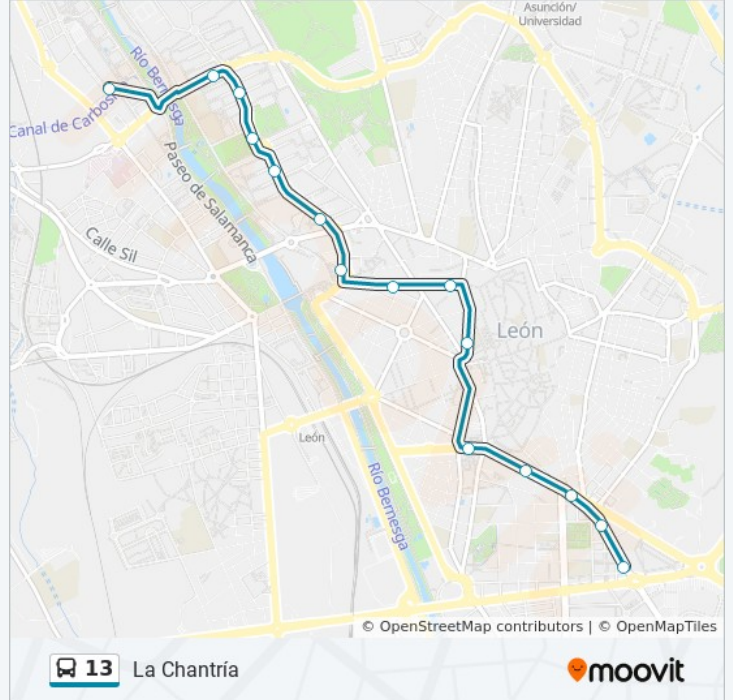 Asunción/
Universidad
Río Bernesga
Canal de Carbos
Paseo de Salamanca
Calle Sil
León
León
Río Bernesga
© OpenStreetMap contributors | © OpenMapTiles
13 La Chantría
moovit